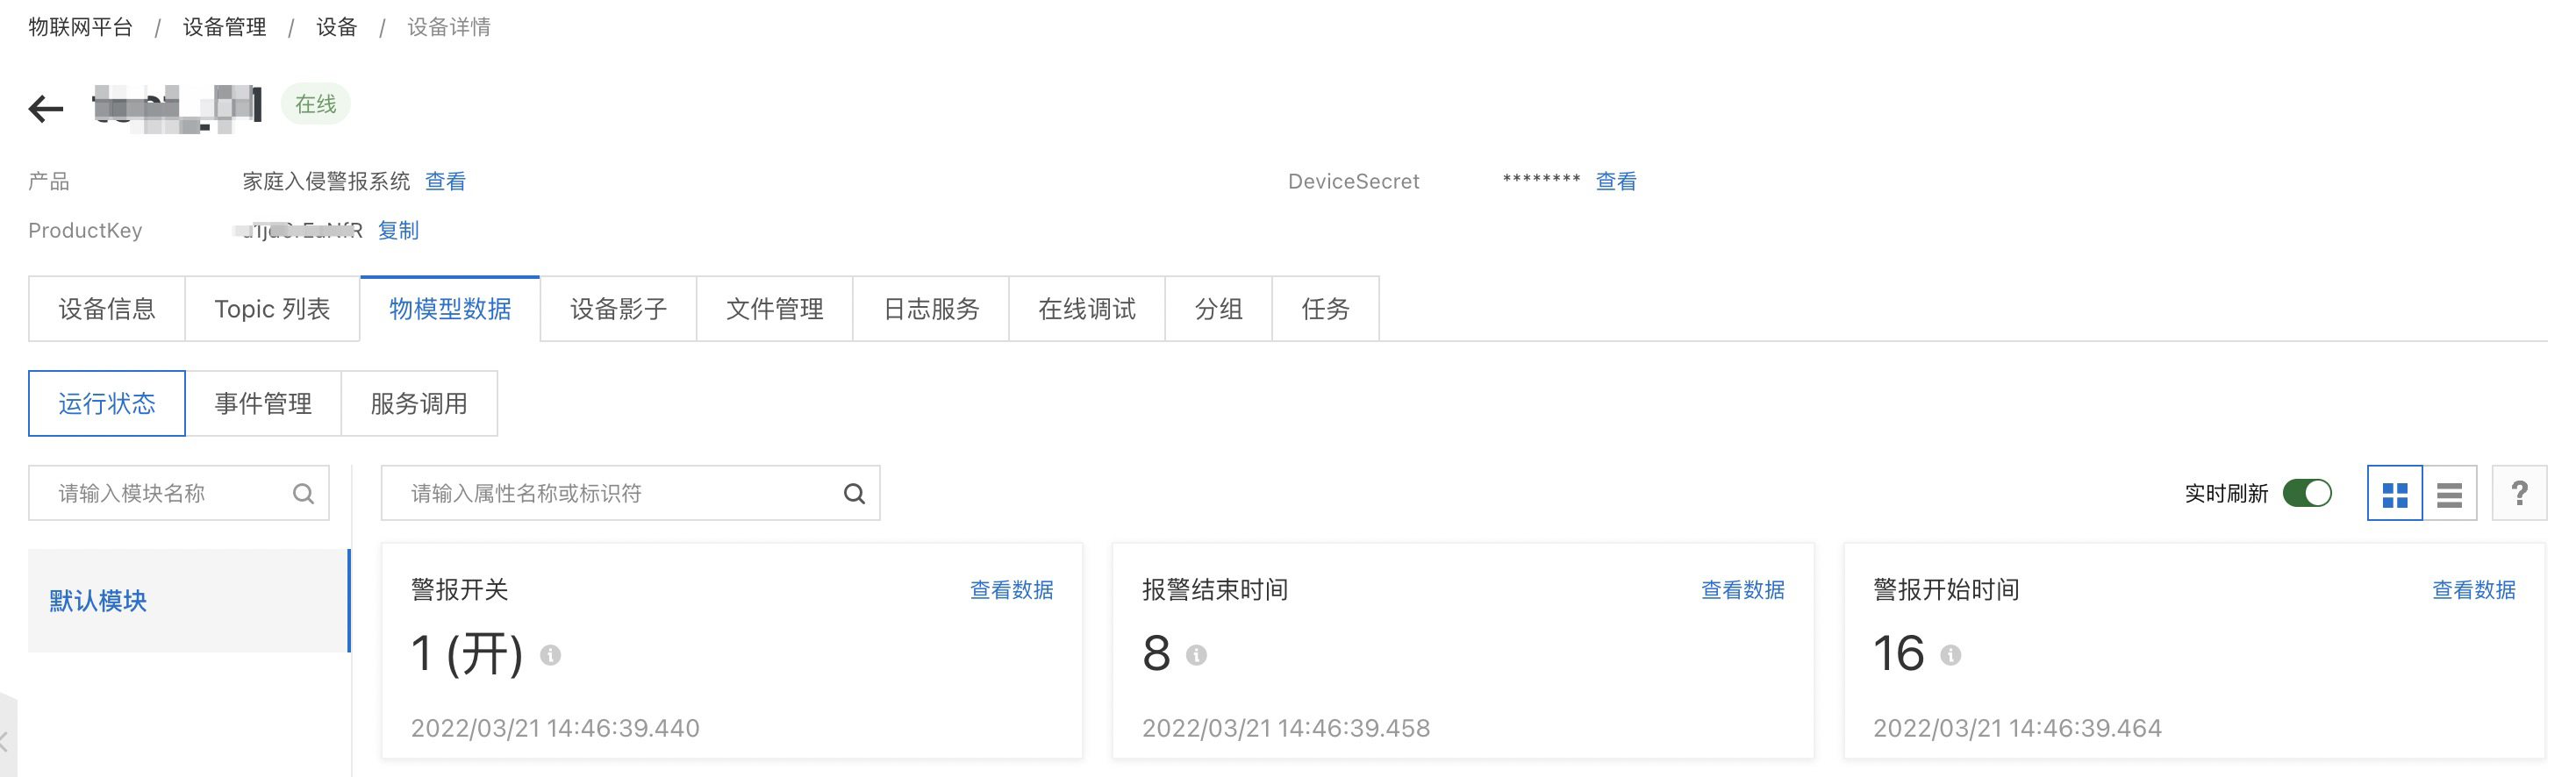 物联网平台 / 设备管理 / 设备 / 设备详情
在线
产品 家庭入侵警报系统 查看 DeviceSecret ******** 查看
ProductKey 复制
设备信息 Topic 列表 物模型数据 设备影子 文件管理 日志服务 在线调试 分组 任务
运行状态 事件管理 服务调用
请输入模块名称 请输入属性名称或标识符 实时刷新 ?
默认模块
警报开关 查看数据
1 (开)
2022/03/21 14:46:39.440
报警结束时间 查看数据
8
2022/03/21 14:46:39.458
警报开始时间 查看数据
16
2022/03/21 14:46:39.464